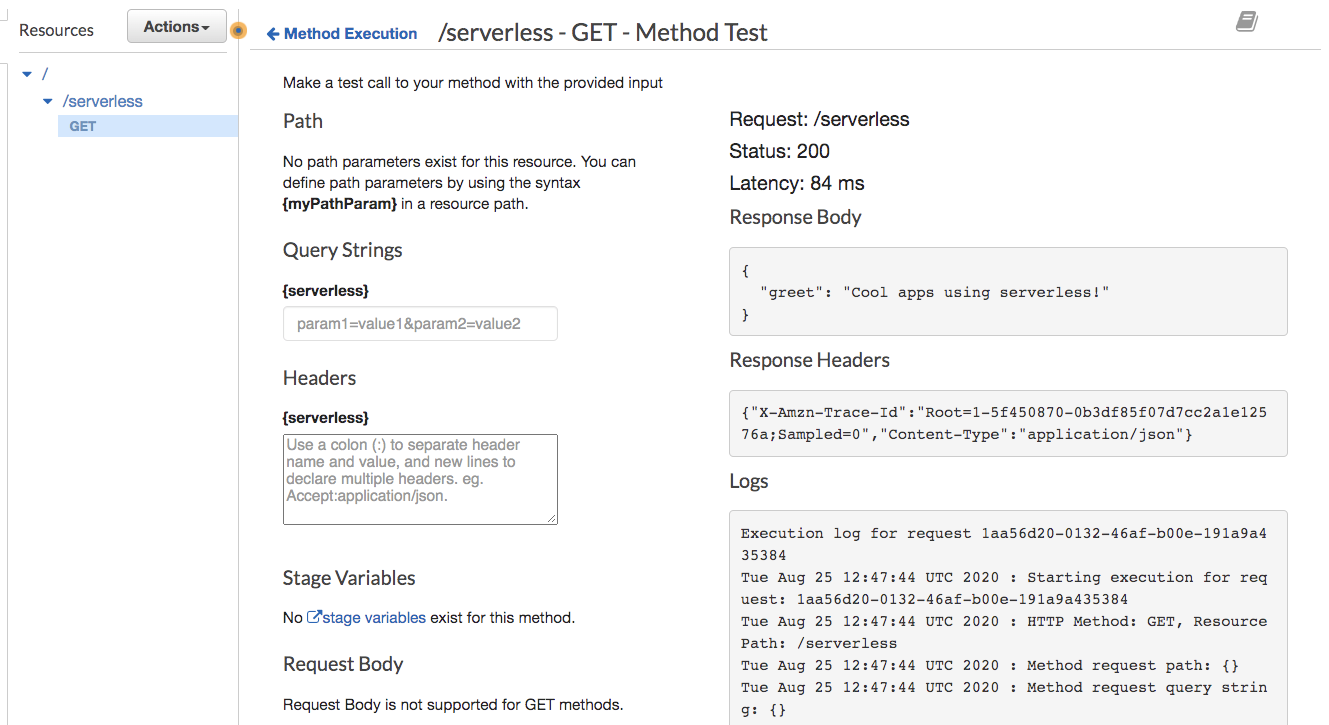 Resources
Actions
Method Execution
/serverless - GET - Method Test
/
/serverless
GET
Make a test call to your method with the provided input
Path
No path parameters exist for this resource. You can
define path parameters by using the syntax
{myPathParam} in a resource path.
Query Strings
{serverless}
param1=value1&param2=value2
Headers
{serverless}
Use a colon (:) to separate header
name and value, and new lines to
declare multiple headers. eg.
Accept:application/json.
Stage Variables
No stage variables exist for this method.
Request Body
Request Body is not supported for GET methods.
Request: /serverless
Status: 200
Latency: 84 ms
Response Body
{
"greet": "Cool apps using serverless!"
}
Response Headers
{"X-Amzn-Trace-Id":"Root=1-5f450870-0b3df85f07d7cc2a1e125
76a;Sampled=0","Content-Type":"application/json"}
Logs
Execution log for request 1aa56d20-0132-46af-b00e-191a9a4
35384
Tue Aug 25 12:47:44 UTC 2020 : Starting execution for req
uest: 1aa56d20-0132-46af-b00e-191a9a435384
Tue Aug 25 12:47:44 UTC 2020 : HTTP Method: GET, Resource
Path: /serverless
Tue Aug 25 12:47:44 UTC 2020 : Method request path: {}
Tue Aug 25 12:47:44 UTC 2020 : Method request query strin
g: {}